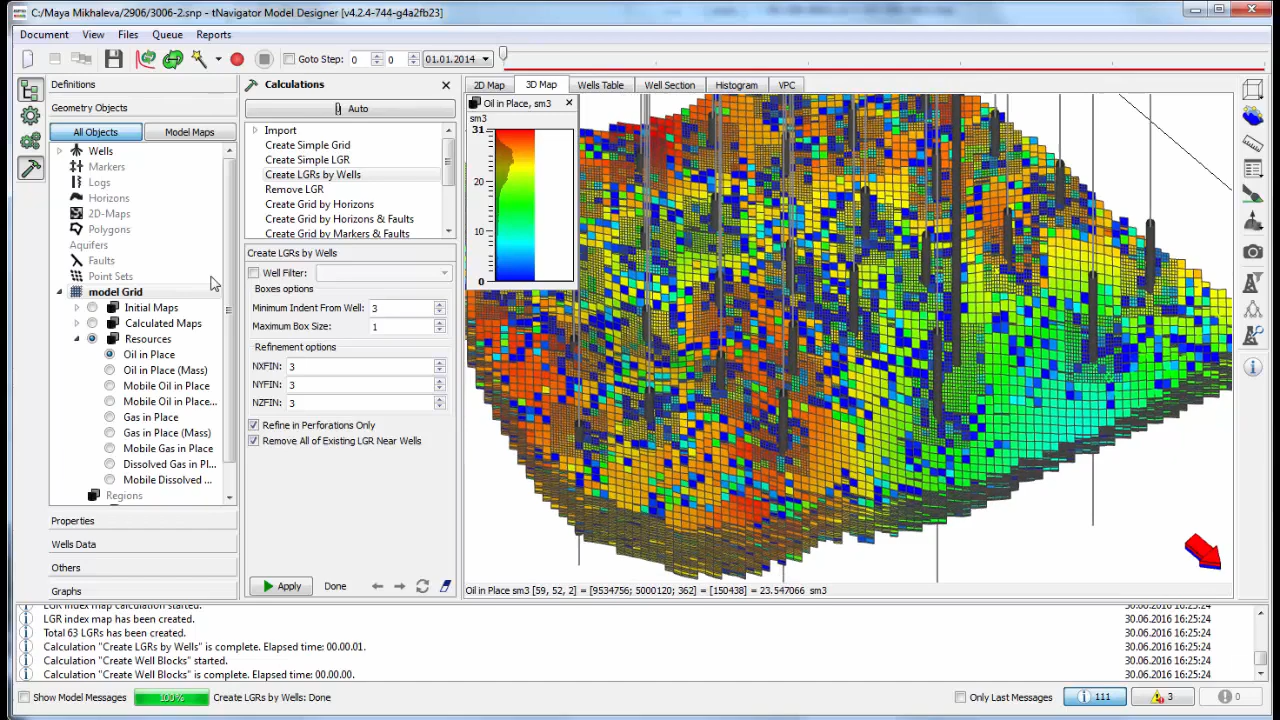 C:/Maya Mikhaleva/2906/3006-2.snp - tNavigator Model Designer [v4.2.4-744-g4a2fb23]
Document View Files Queue Reports
Goto Step: 0 0 01.01.2014
Definitions
Geometry Objects
All Objects Model Maps
Wells
Markers
Logs
Horizons
2D-Maps
Polygons
Aquifers
Faults
Point Sets
model Grid
Initial Maps
Calculated Maps
Resources
Oil in Place
Oil in Place (Mass)
Mobile Oil in Place
Mobile Oil in Place...
Gas in Place
Gas in Place (Mass)
Mobile Gas in Place
Dissolved Gas in Pl...
Mobile Dissolved ...
Regions
Properties
Wells Data
Others
Graphs
Calculations
Auto
Import
Create Simple Grid
Create Simple LGR
Create LGRs by Wells
Remove LGR
Create Grid by Horizons
Create Grid by Horizons & Faults
Create Grid by Markers & Faults
Create LGRs by Wells
Well Filter:
Boxes options
Minimum Indent From Well: 3
Maximum Box Size: 1
Refinement options
NXFIN: 3
NYFIN: 3
NZFIN: 3
Refine in Perforations Only
Remove All of Existing LGR Near Wells
Apply Done
2D Map 3D Map Wells Table Well Section Histogram VPC
Oil in Place, sm3
sm3
31
20
10
0
Oil in Place sm3 [59, 52, 2] = [9534756; 5000120; 362] = [150438] = 23.547066 sm3
LGR index map calculation started. 30.06.2016 16:25:24
LGR index map has been created. 30.06.2016 16:25:24
Total 63 LGRs has been created. 30.06.2016 16:25:24
Calculation "Create LGRs by Wells" is complete. Elapsed time: 00.00.01. 30.06.2016 16:25:24
Calculation "Create Well Blocks" started. 30.06.2016 16:25:24
Calculation "Create Well Blocks" is complete. Elapsed time: 00.00.00. 30.06.2016 16:25:24
Show Model Messages 100% Create LGRs by Wells: Done Only Last Messages 111 3 0